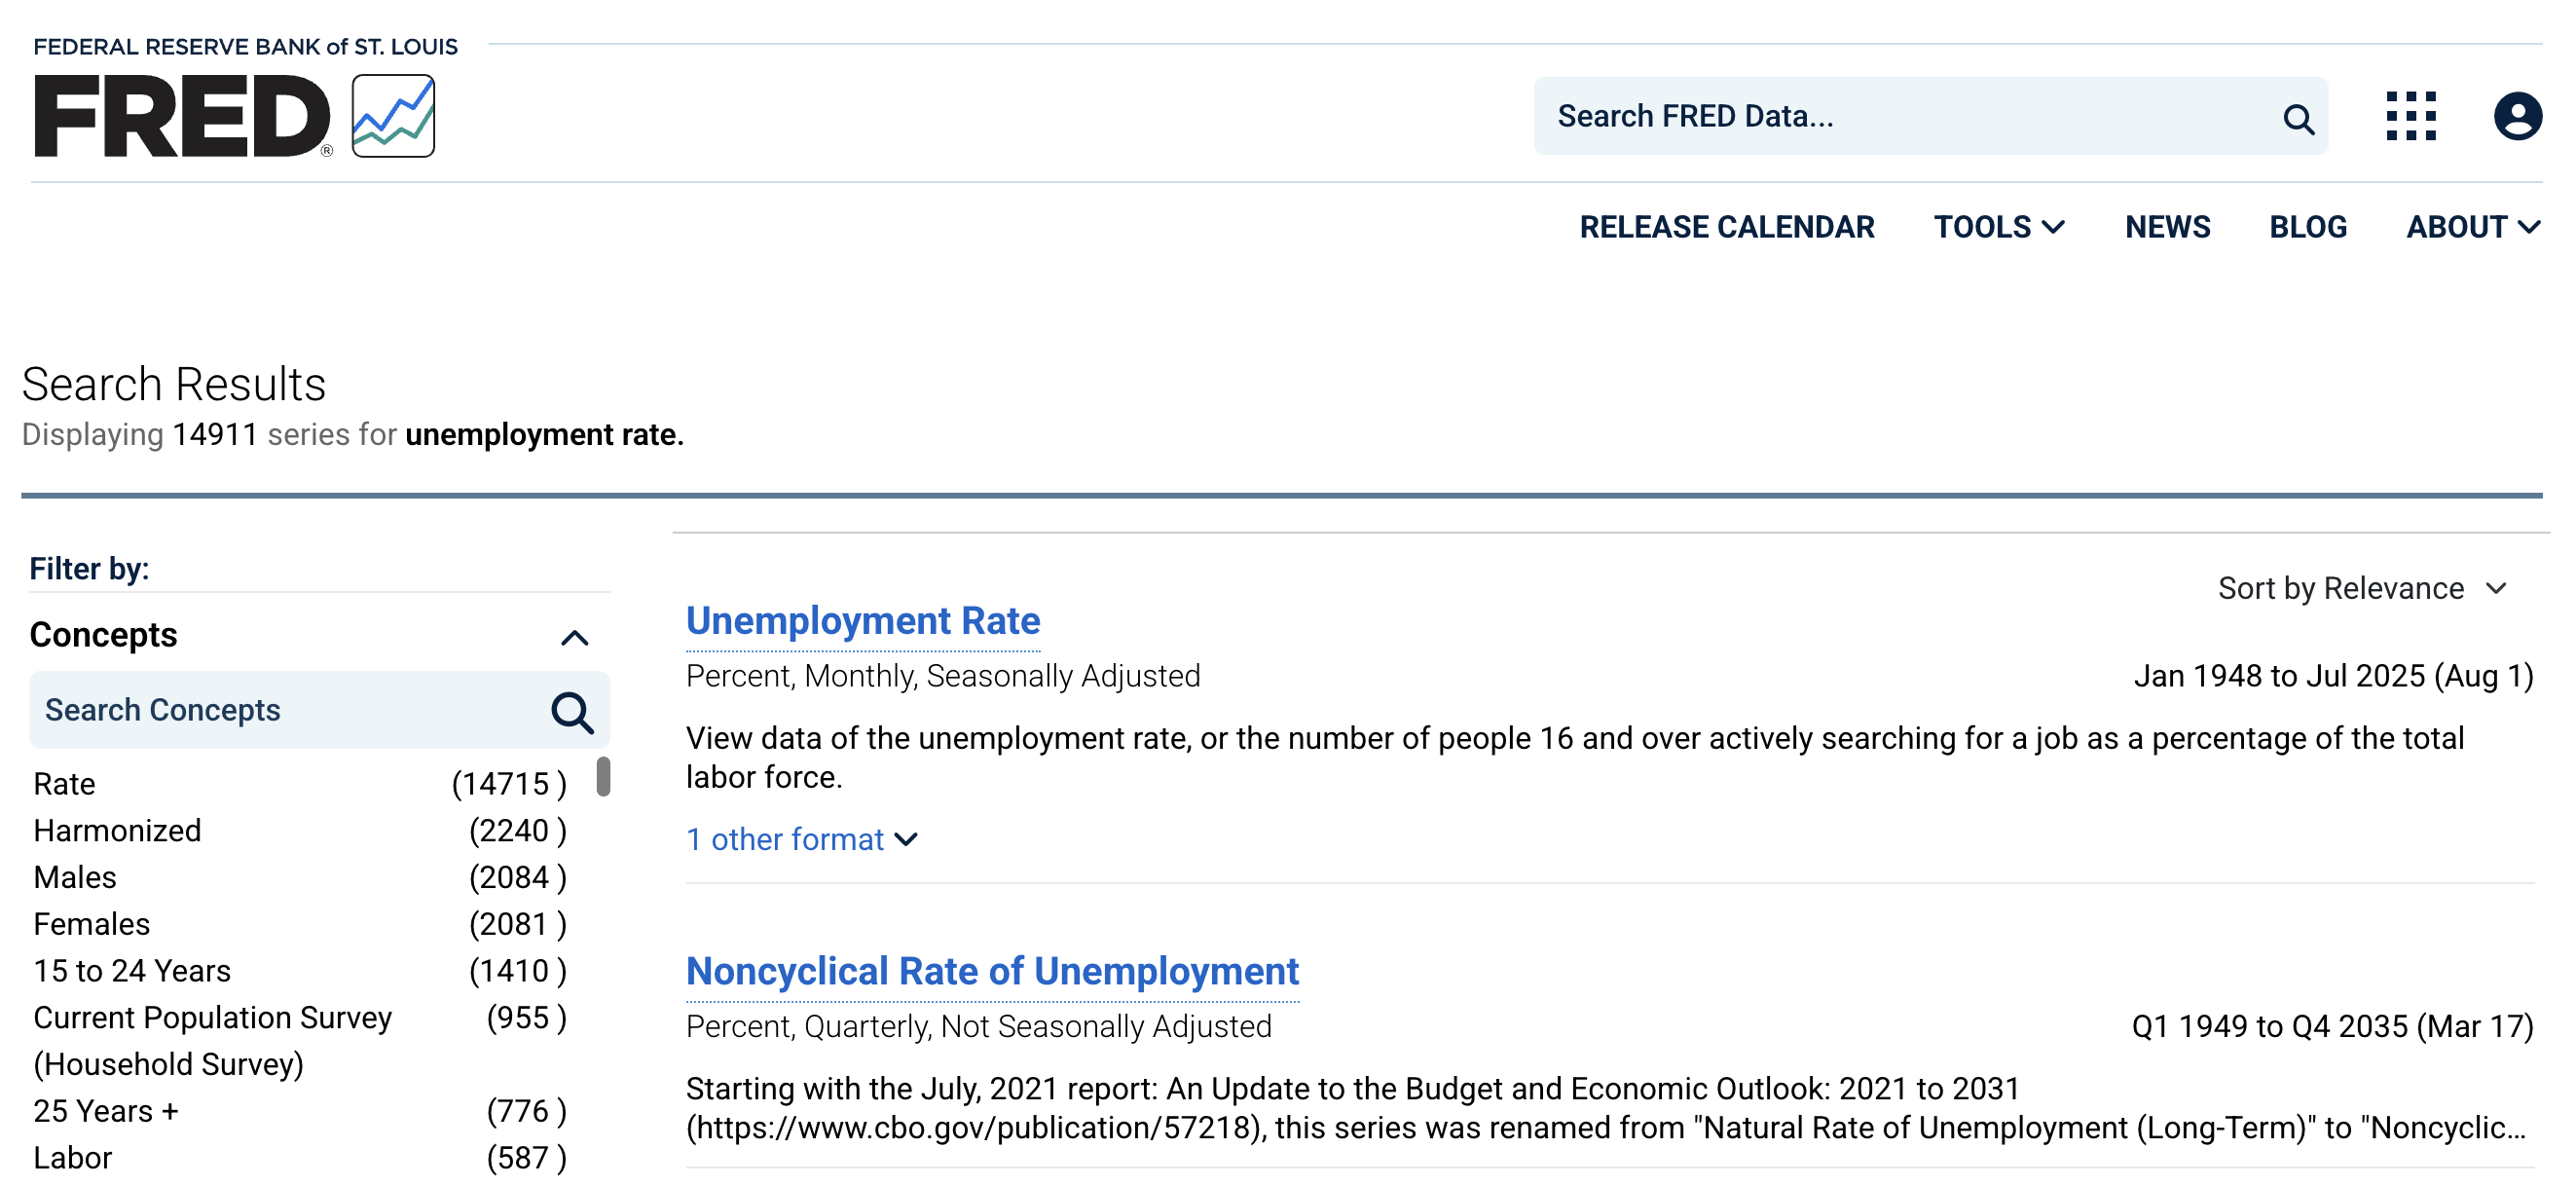 FEDERAL RESERVE BANK of ST. LOUIS
FRED®
Search FRED Data...
RELEASE CALENDAR TOOLS NEWS BLOG ABOUT
Search Results
Displaying 14911 series for unemployment rate.
Filter by:
Concepts
Search Concepts
Rate (14715 )
Harmonized (2240 )
Males (2084 )
Females (2081 )
15 to 24 Years (1410 )
Current Population Survey (955 )
(Household Survey)
25 Years + (776 )
Labor (587 )
Sort by Relevance
Unemployment Rate
Percent, Monthly, Seasonally Adjusted Jan 1948 to Jul 2025 (Aug 1)
View data of the unemployment rate, or the number of people 16 and over actively searching for a job as a percentage of the total
labor force.
1 other format
Noncyclical Rate of Unemployment
Percent, Quarterly, Not Seasonally Adjusted Q1 1949 to Q4 2035 (Mar 17)
Starting with the July, 2021 report: An Update to the Budget and Economic Outlook: 2021 to 2031
(https://www.cbo.gov/publication/57218), this series was renamed from "Natural Rate of Unemployment (Long-Term)" to "Noncyclic...